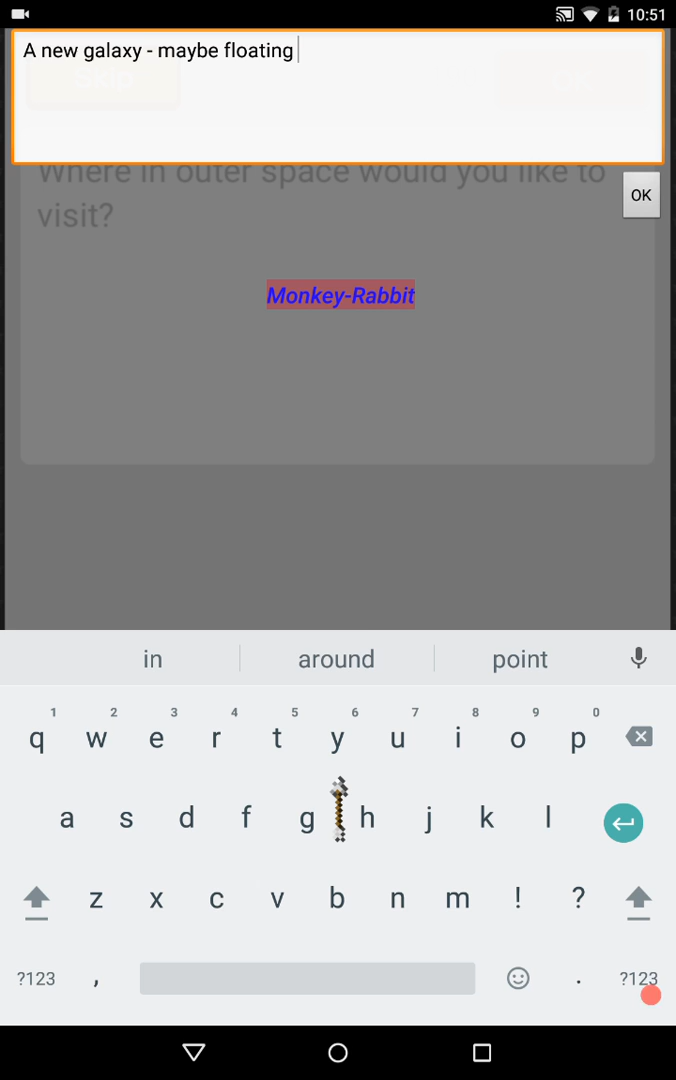 10:51
A new galaxy - maybe floating
Where in outer space would you like to
visit?
OK
Monkey-Rabbit
in around point
1 2 3 4 5 6 7 8 9 0
q w e r t y u i o p
a s d f g h j k l
z x c v b n m ! ?
?123 , . ?123